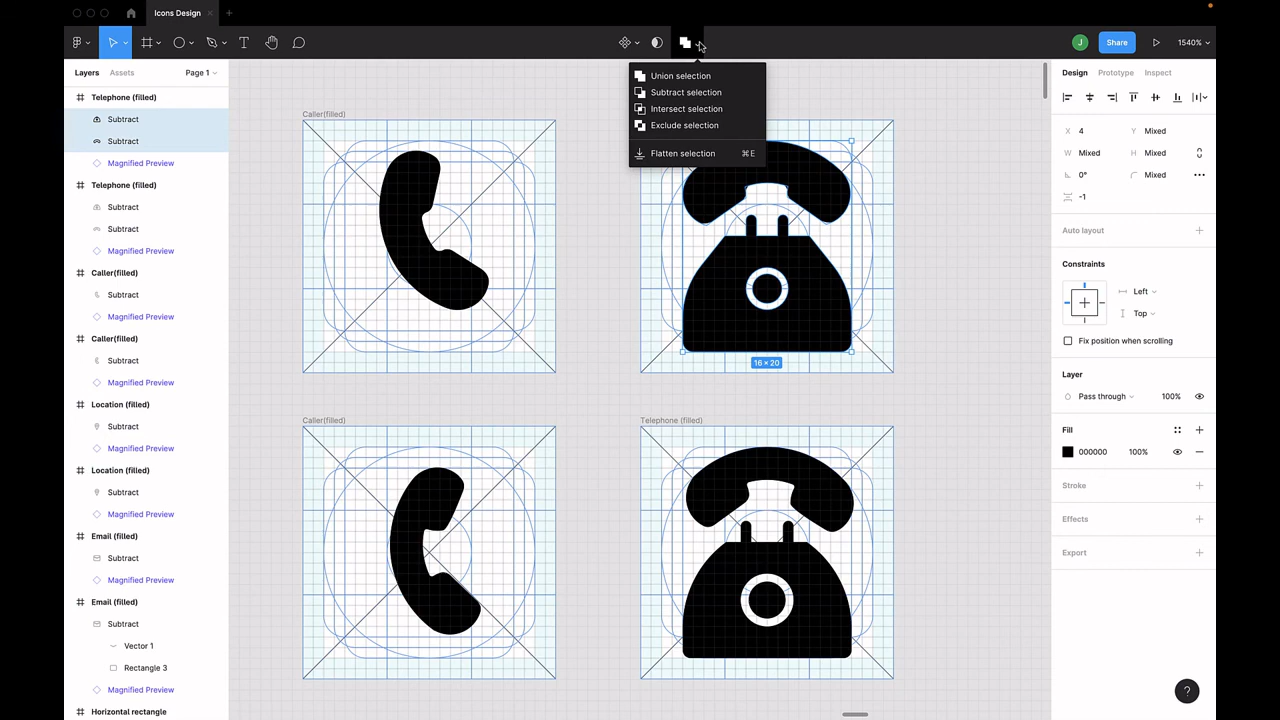 Icons Design
J
Share
1540%
Layers
Assets
Page 1
Design
Prototype
Inspect
Union selection
Subtract selection
Intersect selection
Exclude selection
Flatten selection ⌘E
Telephone (filled)
Subtract
Subtract
Magnified Preview
Telephone (filled)
Subtract
Subtract
Magnified Preview
Caller(filled)
Subtract
Magnified Preview
Caller(filled)
Subtract
Magnified Preview
Location (filled)
Subtract
Magnified Preview
Location (filled)
Subtract
Magnified Preview
Email (filled)
Subtract
Magnified Preview
Email (filled)
Subtract
Vector 1
Rectangle 3
Magnified Preview
Horizontal rectangle
Caller(filled)
16 × 20
Caller(filled)
Telephone (filled)
X 4 Y Mixed
W Mixed H Mixed
0° Mixed
-1
Auto layout
Constraints
Left
Top
Fix position when scrolling
Layer
Pass through 100%
Fill
000000 100%
Stroke
Effects
Export
?